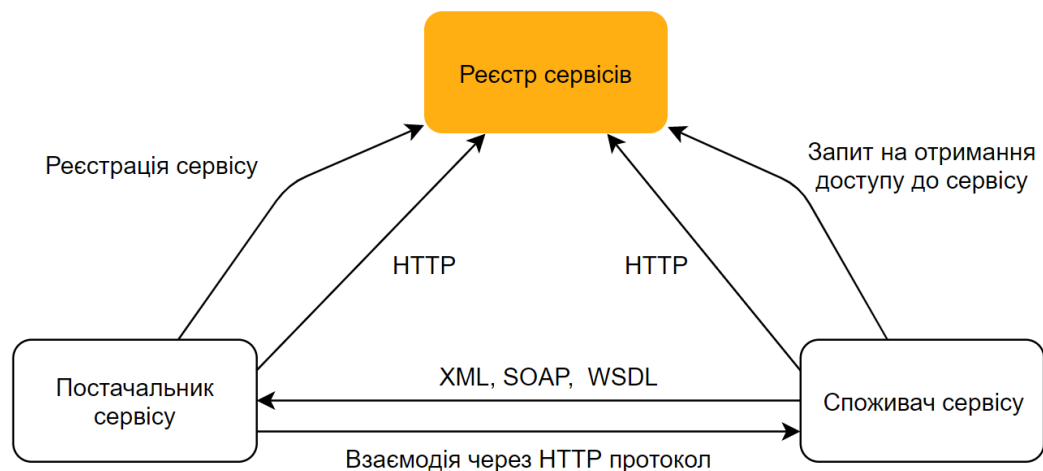 Реєстр сервісів
Реєстрація сервісу
Запит на отримання
доступу до сервісу
HTTP
HTTP
Постачальник
сервісу
XML, SOAP, WSDL
Споживач сервісу
Взаємодія через HTTP протокол